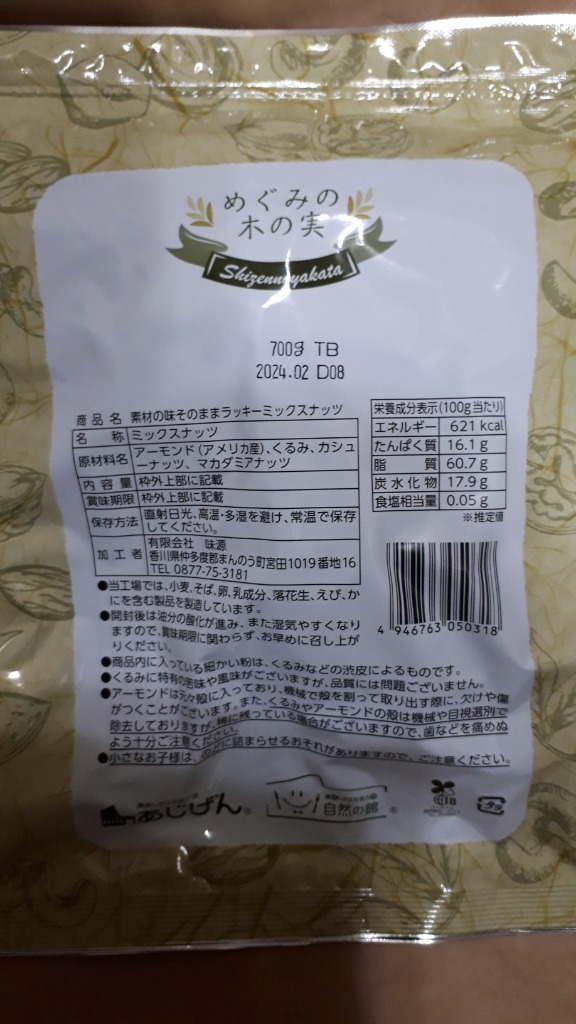 めぐみの
木の実
Shizennoyakata
700g TB
2024.02 D08
商品名 素材の味そのままラッキーミックスナッツ
名称 ミックスナッツ
原材料名 アーモンド(アメリカ産)、くるみ、カシュ
ーナッツ、マカダミアナッツ
内容量 枠外上部に記載
賞味期限 枠外上部に記載
保存方法 直射日光、高温・多湿を避け、常温で保存
してください。
加工者 有限会社 味源
香川県仲多度郡まんのう町宮田1019番地16
TEL 0877-75-3181
栄養成分表示(100g当たり)
エネルギー 621 kcal
たんぱく質 16.1 g
脂質 60.7 g
炭水化物 17.9 g
食塩相当量 0.05 g
※推定値
4 946763 050318
●当工場では、小麦、そば、卵、乳成分、落花生、えび、か
にを含む製品を製造しています。
●開封後は油分の酸化が進み、また湿気やすくなり
ますので、賞味期限に関わらず、お早めに召し上が
りください。
●商品内に入っている細かい粉は、くるみなどの渋皮によるものです。
●くるみに特有の苦味や風味がございますが、品質には問題ございません。
●アーモンドは元々殻に入っており、機械で殻を割って取り出す際に、欠けや傷
がつくことがございます。また、くるみやアーモンドの殻は機械や目視選別で
除去しておりますが、稀に残っている場合がございますので、歯などを痛めぬ
よう十分ご注意ください。
●小さなお子様は、のどに詰まらせるおそれがありますので、ご注意ください。
あじげん®
自然の館®